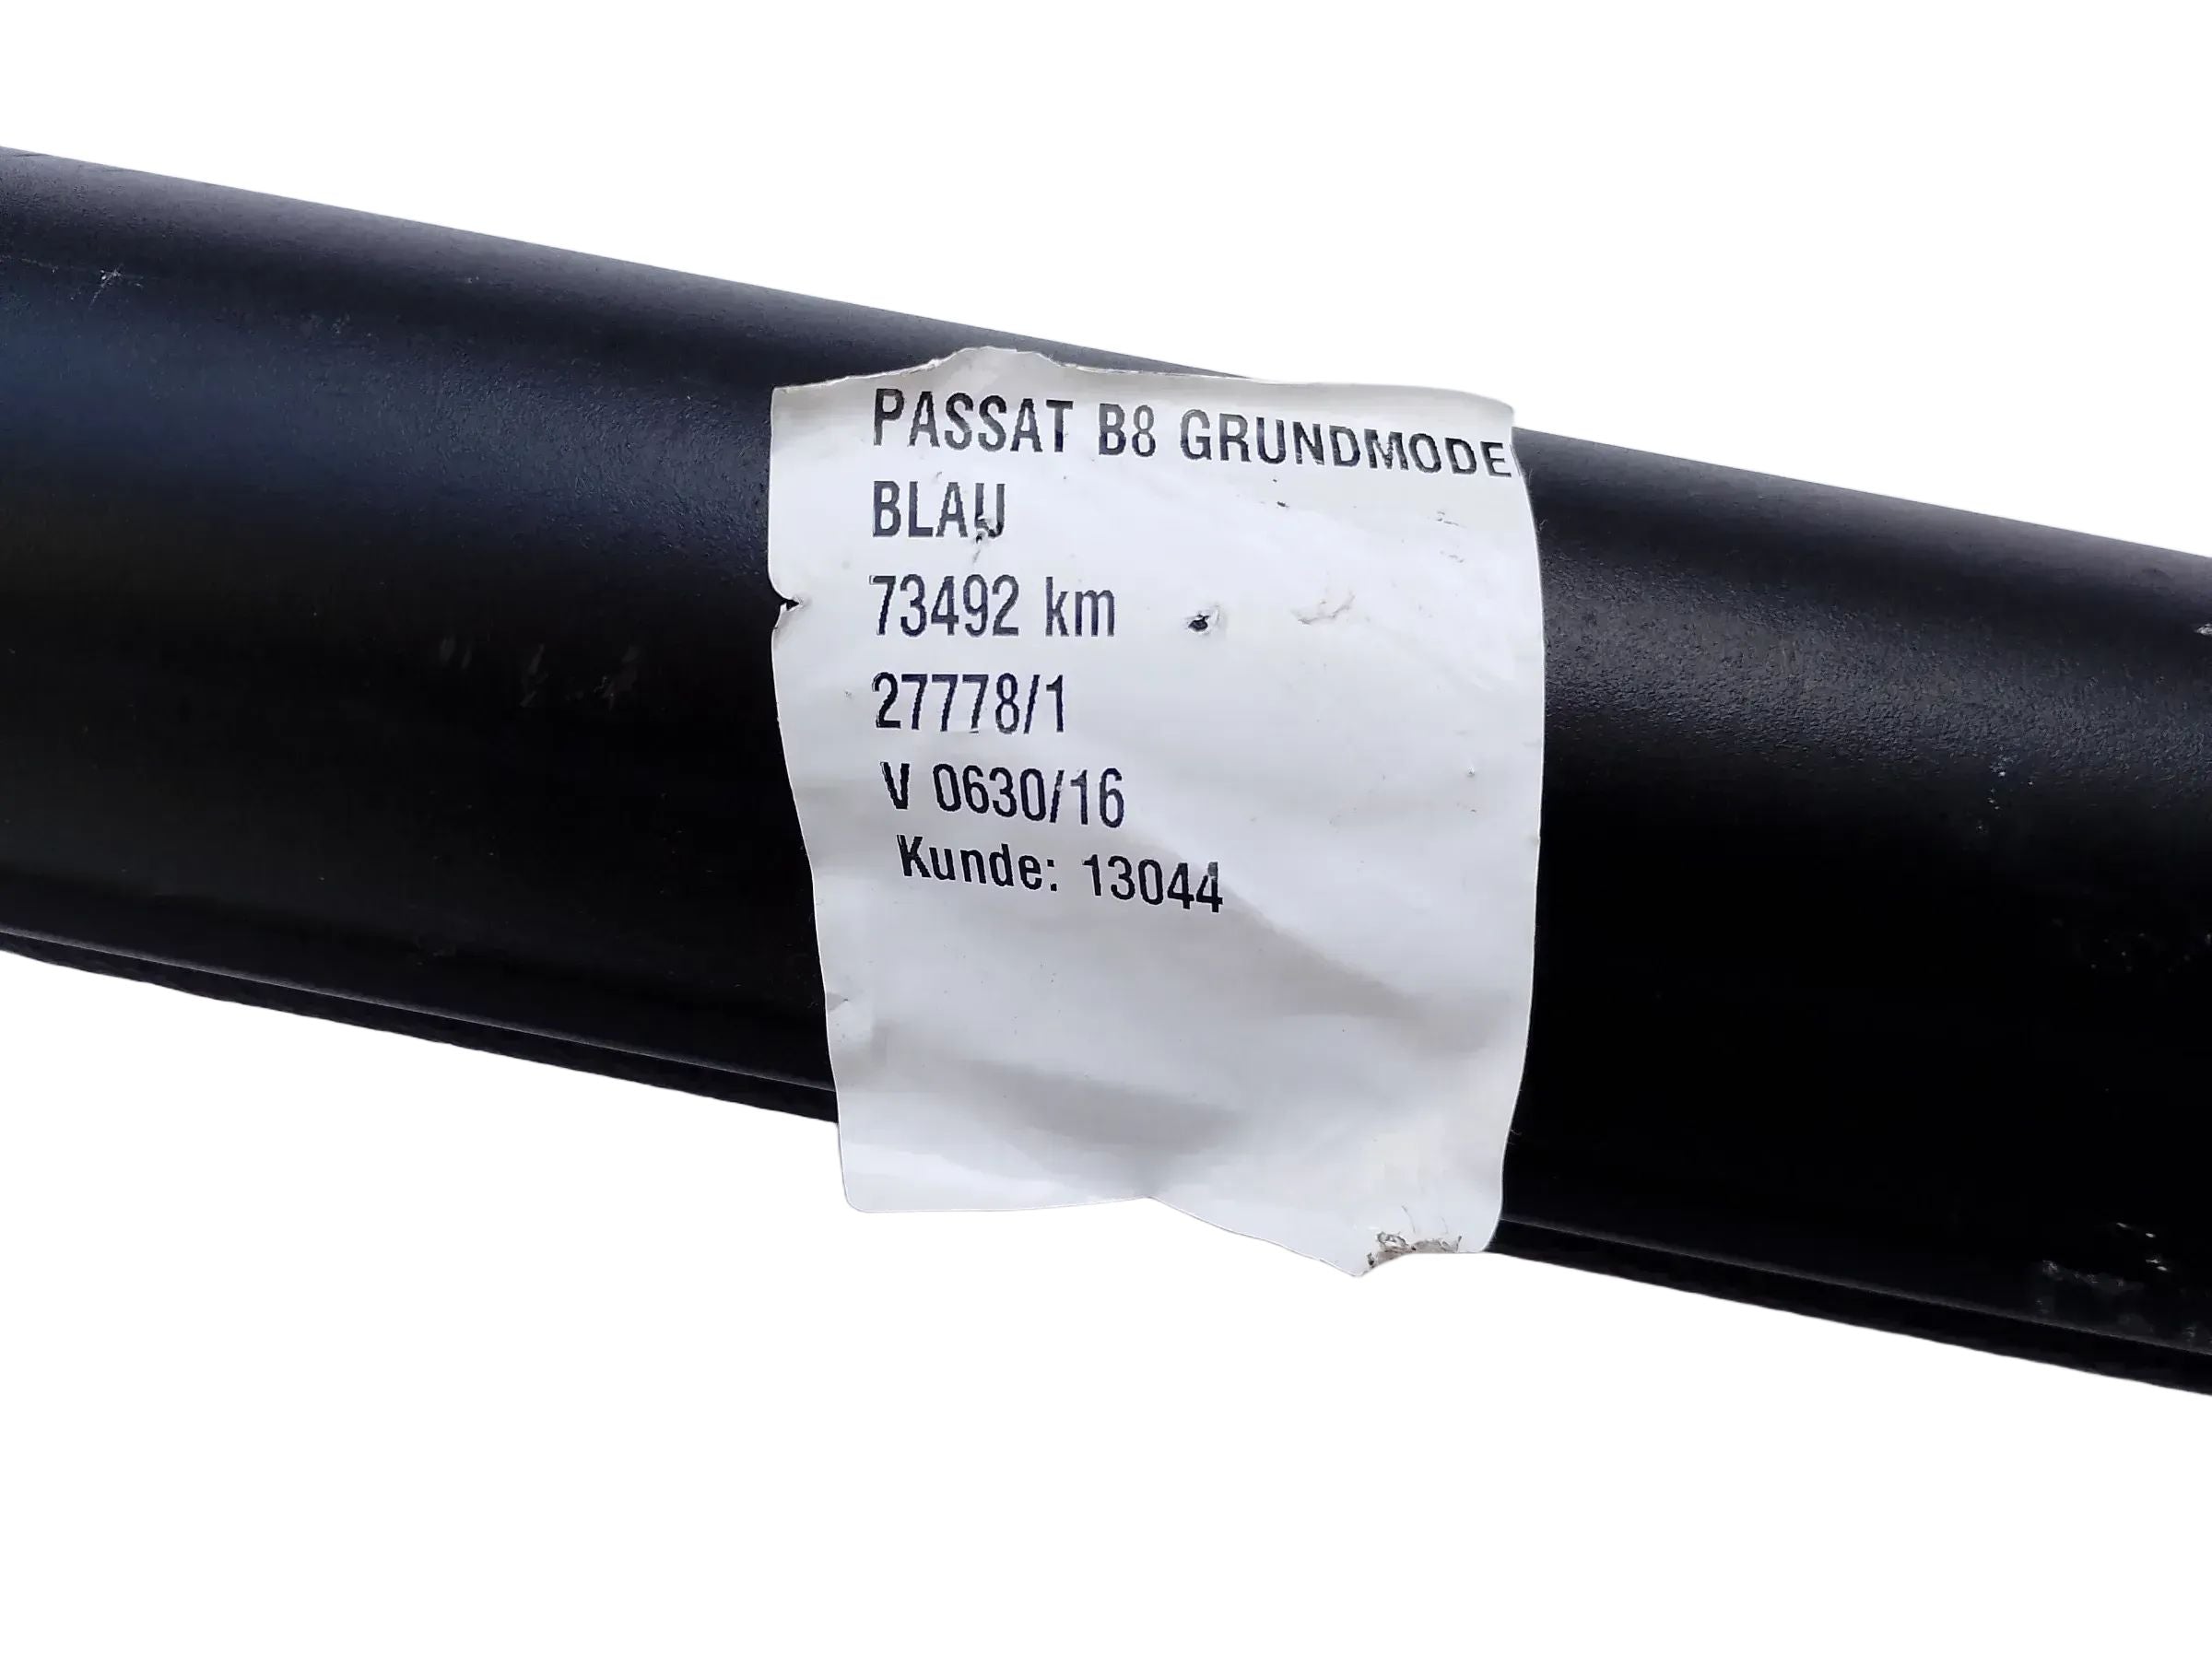 PASSAT B8 GRUNDMODE
BLAU
73492 km
27778/1
V 0630/16
Kunde: 13044